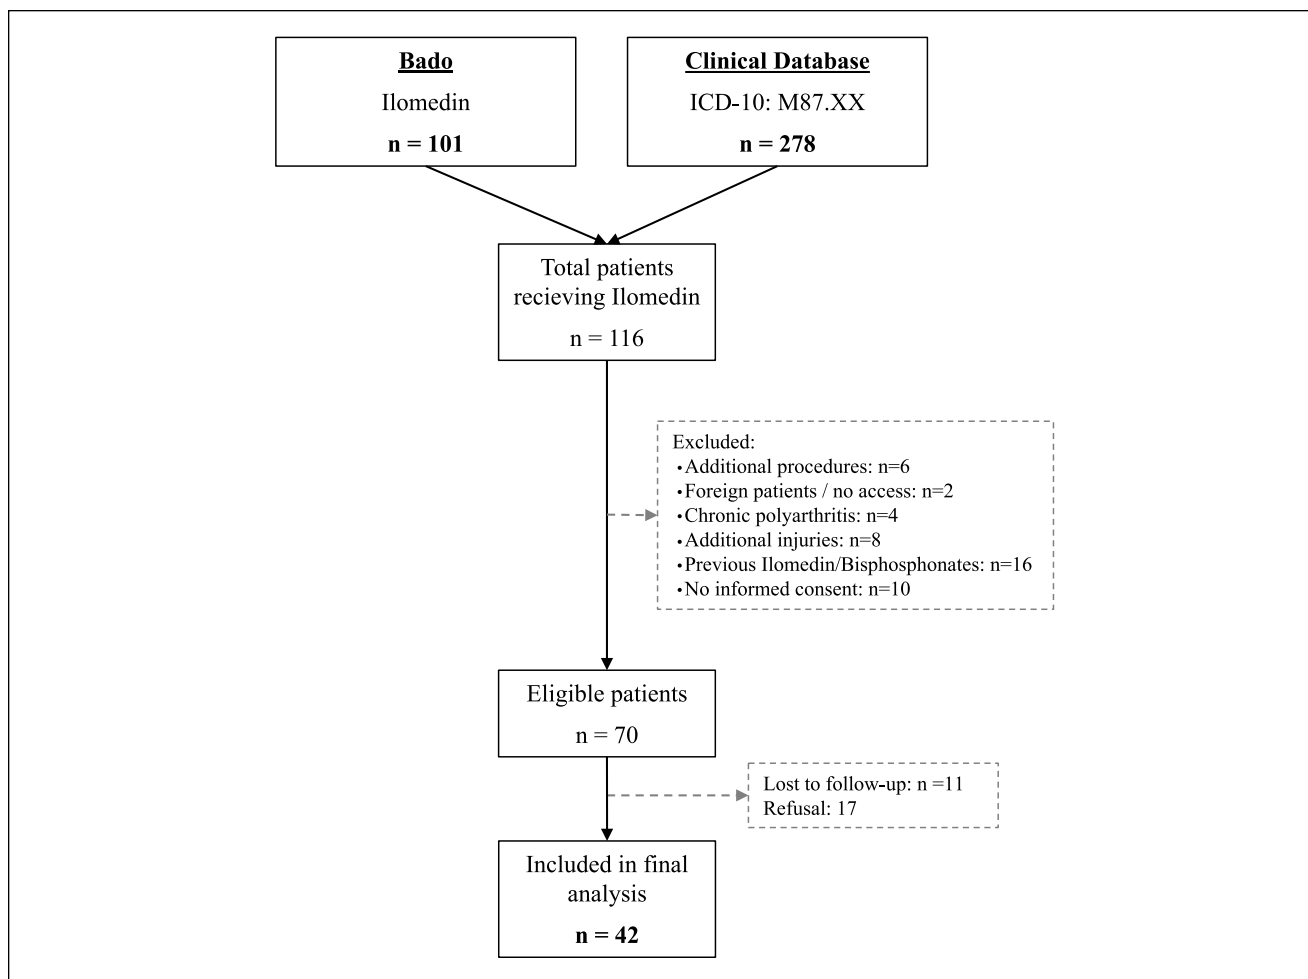 Bado
Ilomedin
n = 101
Clinical Database
ICD-10: M87.XX
n = 278
Total patients
recieving Ilomedin
n = 116
Excluded:
•Additional procedures: n=6
•Foreign patients / no access: n=2
•Chronic polyarthritis: n=4
•Additional injuries: n=8
•Previous Ilomedin/Bisphosphonates: n=16
•No informed consent: n=10
Eligible patients
n = 70
Lost to follow-up: n =11
Refusal: 17
Included in final
analysis
n = 42